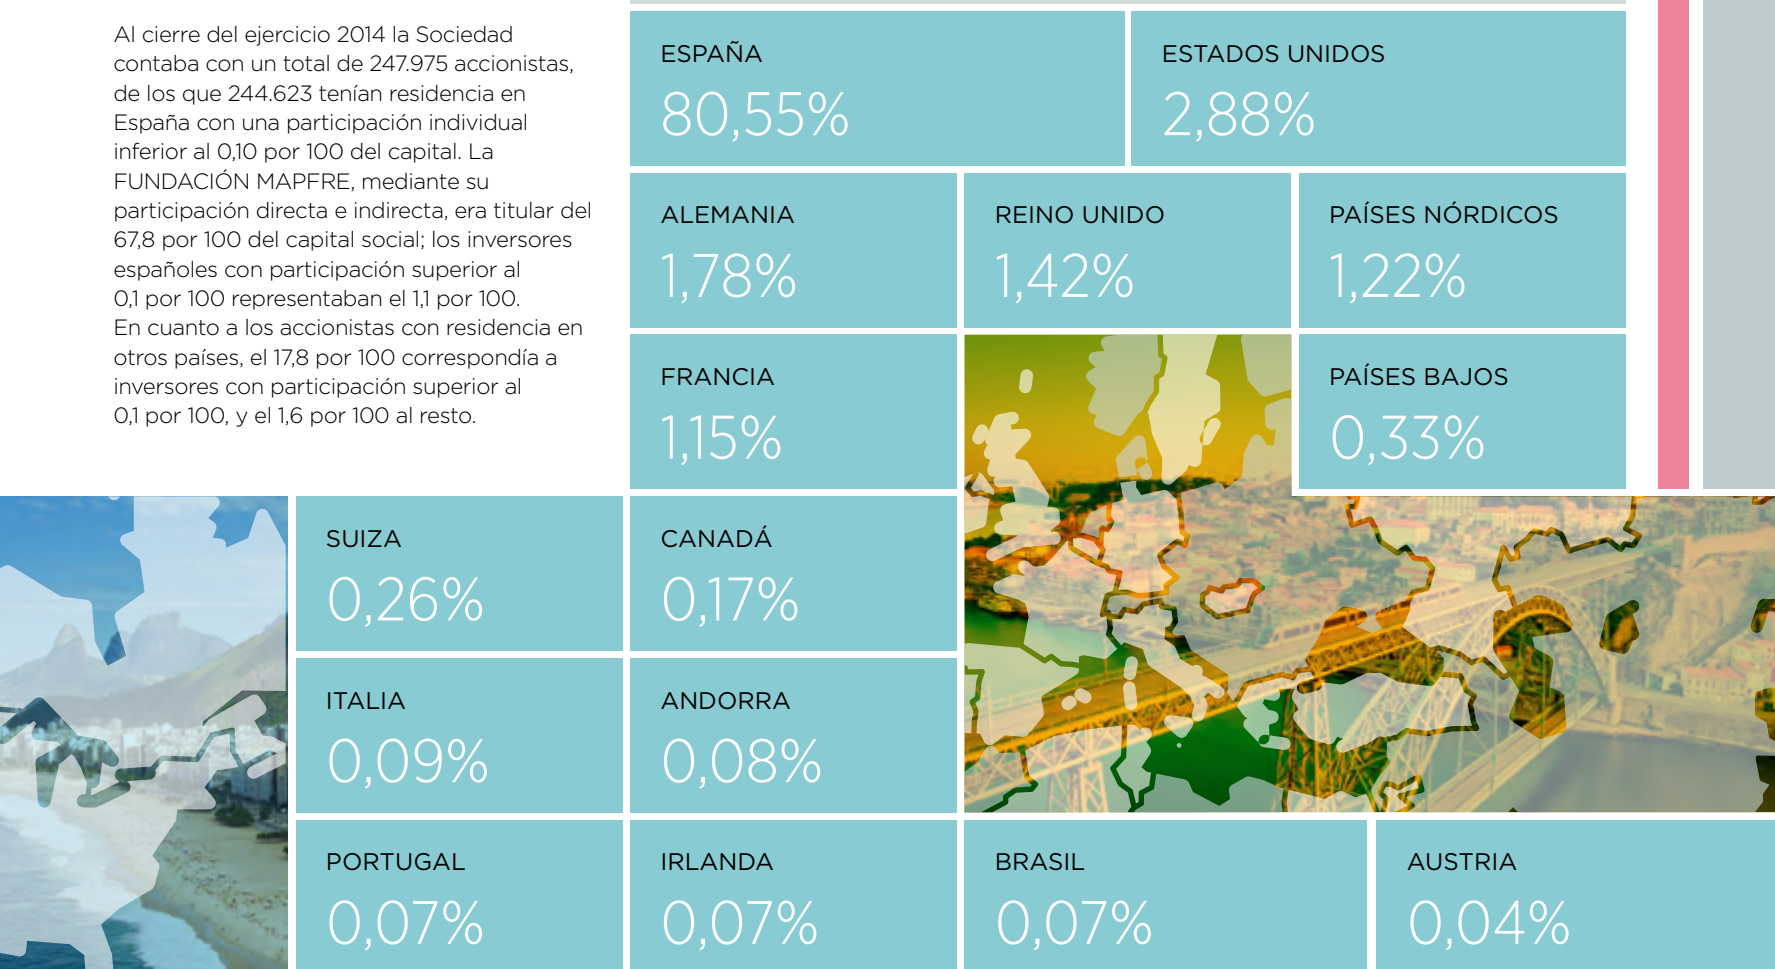 Al cierre del ejercicio 2014 la Sociedad
contaba con un total de 247.975 accionistas,
de los que 244.623 tenían residencia en
España con una participación individual
inferior al 0,10 por 100 del capital. La
FUNDACIÓN MAPFRE, mediante su
participación directa e indirecta, era titular del
67,8 por 100 del capital social; los inversores
españoles con participación superior al
0,1 por 100 representaban el 1,1 por 100.
En cuanto a los accionistas con residencia en
otros países, el 17,8 por 100 correspondía a
inversores con participación superior al
0,1 por 100, y el 1,6 por 100 al resto.
ESPAÑA
80,55%
ESTADOS UNIDOS
2,88%
ALEMANIA
1,78%
REINO UNIDO
1,42%
PAÍSES NÓRDICOS
1,22%
FRANCIA
1,15%
PAÍSES BAJOS
0,33%
SUIZA
0,26%
CANADÁ
0,17%
ITALIA
0,09%
ANDORRA
0,08%
PORTUGAL
0,07%
IRLANDA
0,07%
BRASIL
0,07%
AUSTRIA
0,04%